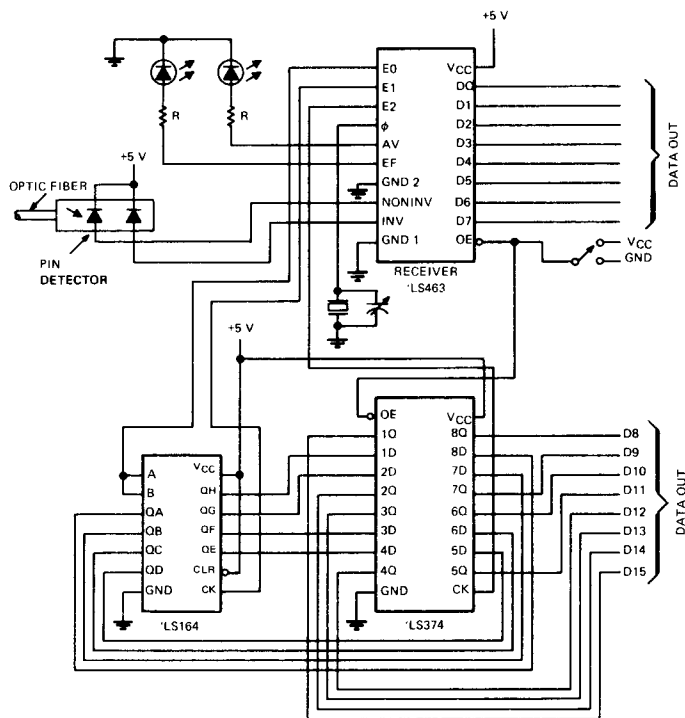 +5 V
E0
E1
E2
φ
AV
EF
GND 2
NONINV
INV
GND 1
VCC
D0
D1
D2
D3
D4
D5
D6
D7
OE
RECEIVER
'LS463
DATA OUT
VCC
GND
R
R
+5 V
OPTIC FIBER
PIN
DETECTOR
+5 V
A
B
QA
QB
QC
QD
GND
VCC
QH
QG
QF
QE
CLR
CK
'LS164
OE
1Q
1D
2D
2Q
3Q
3D
4D
4Q
GND
VCC
8Q
8D
7D
7Q
6Q
6D
5D
5Q
CK
'LS374
D8
D9
D10
D11
D12
D13
D14
D15
DATA OUT